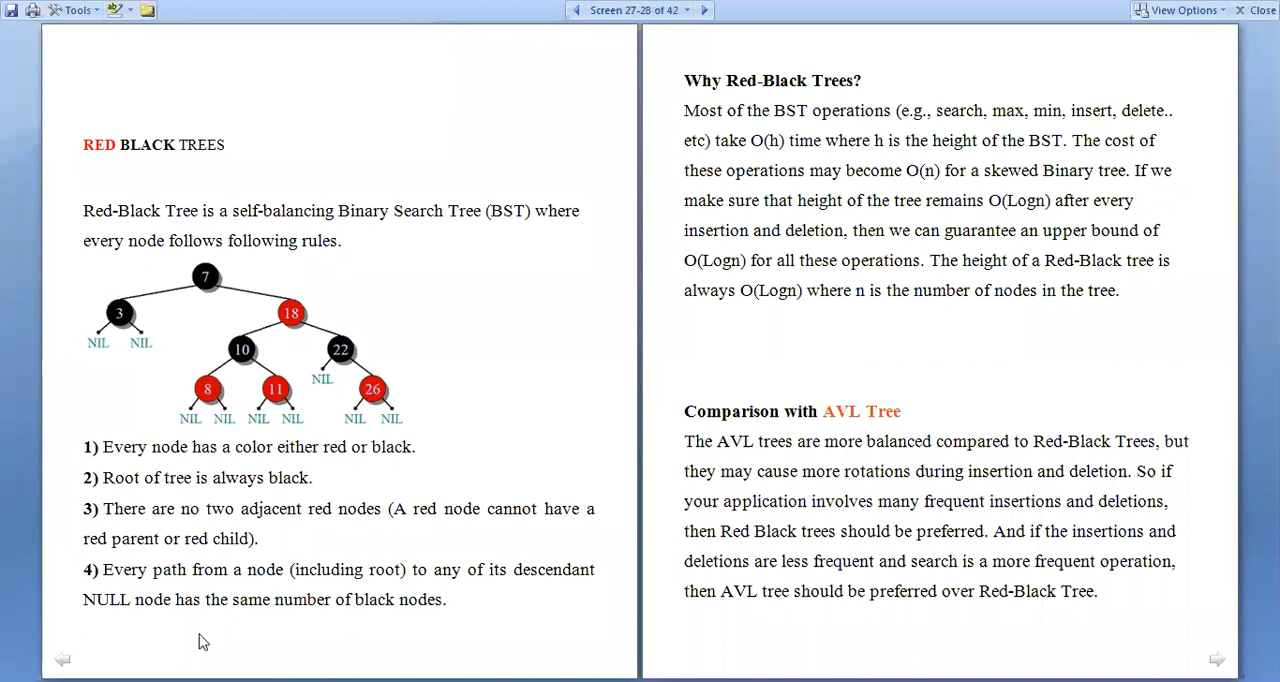 Tools
Screen 27-28 of 42
View Options
Close
RED BLACK TREES
Red-Black Tree is a self-balancing Binary Search Tree (BST) where
every node follows following rules.
7
3 18
NIL NIL
10 22
NIL
8 11 26
NIL NIL NIL NIL NIL NIL
1) Every node has a color either red or black.
2) Root of tree is always black.
3) There are no two adjacent red nodes (A red node cannot have a
red parent or red child).
4) Every path from a node (including root) to any of its descendant
NULL node has the same number of black nodes.
Why Red-Black Trees?
Most of the BST operations (e.g., search, max, min, insert, delete..
etc) take O(h) time where h is the height of the BST. The cost of
these operations may become O(n) for a skewed Binary tree. If we
make sure that height of the tree remains O(Logn) after every
insertion and deletion, then we can guarantee an upper bound of
O(Logn) for all these operations. The height of a Red-Black tree is
always O(Logn) where n is the number of nodes in the tree.
Comparison with AVL Tree
The AVL trees are more balanced compared to Red-Black Trees, but
they may cause more rotations during insertion and deletion. So if
your application involves many frequent insertions and deletions,
then Red Black trees should be preferred. And if the insertions and
deletions are less frequent and search is a more frequent operation,
then AVL tree should be preferred over Red-Black Tree.